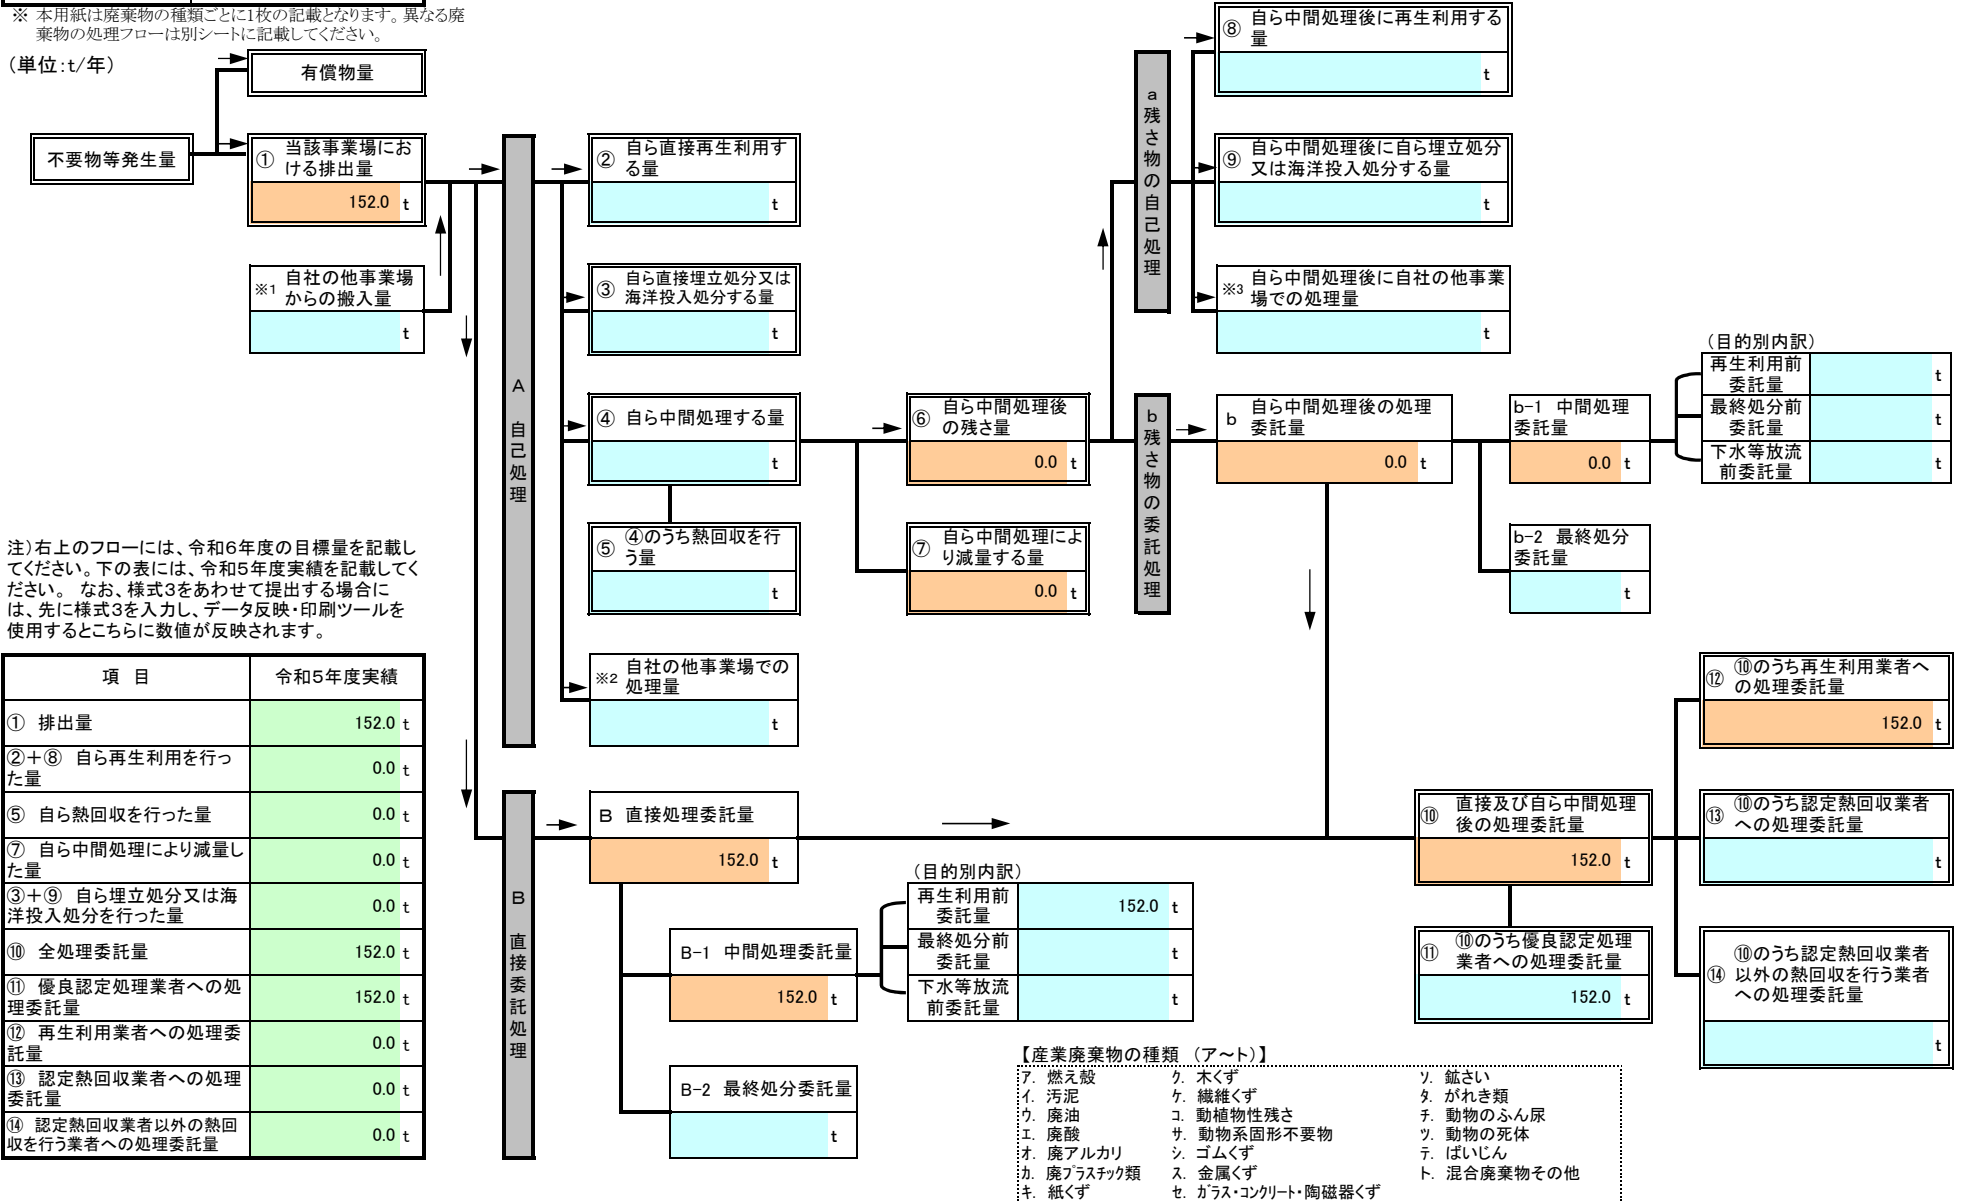 ※ 本用紙は廃棄物の種類ごとに1枚の記載となります。異なる廃
棄物の処理フローは別シートに記載してください。
（単位：t/年）
有償物量
不要物等発生量
① 当該事業場にお
ける排出量
152.0 t
※1 自社の他事業場
からの搬入量
t
A 自己処理
② 自ら直接再生利用す
る量
t
③ 自ら直接埋立処分又は
海洋投入処分する量
t
④ 自ら中間処理する量
t
⑤ ④のうち熱回収を行
う量
t
※2 自社の他事業場での
処理量
t
⑥ 自ら中間処理後
の残さ量
0.0 t
⑦ 自ら中間処理によ
り減量する量
0.0 t
a 残さ物の自己処理
⑧ 自ら中間処理後に再生利用する
量
t
⑨ 自ら中間処理後に自ら埋立処分
又は海洋投入処分する量
t
※3 自ら中間処理後に自社の他事業
場での処理量
t
b 残さ物の委託処理
b 自ら中間処理後の処理
委託量
0.0 t
b-1 中間処理
委託量
0.0 t
b-2 最終処分
委託量
t
（目的別内訳）
再生利用前
委託量
t
最終処分前
委託量
t
下水等放流
前委託量
t
注）右上のフローには、令和６年度の目標量を記載し
てください。下の表には、令和５年度実績を記載してく
ださい。 なお、様式３をあわせて提出する場合に
は、先に様式３を入力し、データ反映・印刷ツールを
使用するとこちらに数値が反映されます。
項 目 令和５年度実績
① 排出量 152.0 t
②＋⑧ 自ら再生利用を行っ
た量 0.0 t
⑤ 自ら熱回収を行った量 0.0 t
⑦ 自ら中間処理により減量し
た量 0.0 t
③＋⑨ 自ら埋立処分又は海
洋投入処分を行った量 0.0 t
⑩ 全処理委託量 152.0 t
⑪ 優良認定処理業者への処
理委託量 152.0 t
⑫ 再生利用業者への処理委
託量 0.0 t
⑬ 認定熱回収業者への処理
委託量 0.0 t
⑭ 認定熱回収業者以外の熱回
収を行う業者への処理委託量 0.0 t
B 直接委託処理
B 直接処理委託量
152.0 t
B-1 中間処理委託量
152.0 t
B-2 最終処分委託量
t
（目的別内訳）
再生利用前
委託量
152.0 t
最終処分前
委託量
t
下水等放流
前委託量
t
⑩ 直接及び自ら中間処理
後の処理委託量
152.0 t
⑪ ⑩のうち優良認定処理
業者への処理委託量
152.0 t
⑫ ⑩のうち再生利用業者へ
の処理委託量
152.0 t
⑬ ⑩のうち認定熱回収業者
への処理委託量
t
⑭ ⑩のうち認定熱回収業者
以外の熱回収を行う業者
への処理委託量
t
【産業廃棄物の種類 （ア～ト）】
ア. 燃え殻 ク. 木くず ソ. 鉱さい
イ. 汚泥 ケ. 繊維くず タ. がれき類
ウ. 廃油 コ. 動植物性残さ チ. 動物のふん尿
エ. 廃酸 サ. 動物系固形不要物 ツ. 動物の死体
オ. 廃アルカリ シ. ゴムくず テ. ばいじん
カ. 廃プラスチック類 ス. 金属くず ト. 混合廃棄物その他
キ. 紙くず セ. ガラス・コンクリート・陶磁器くず